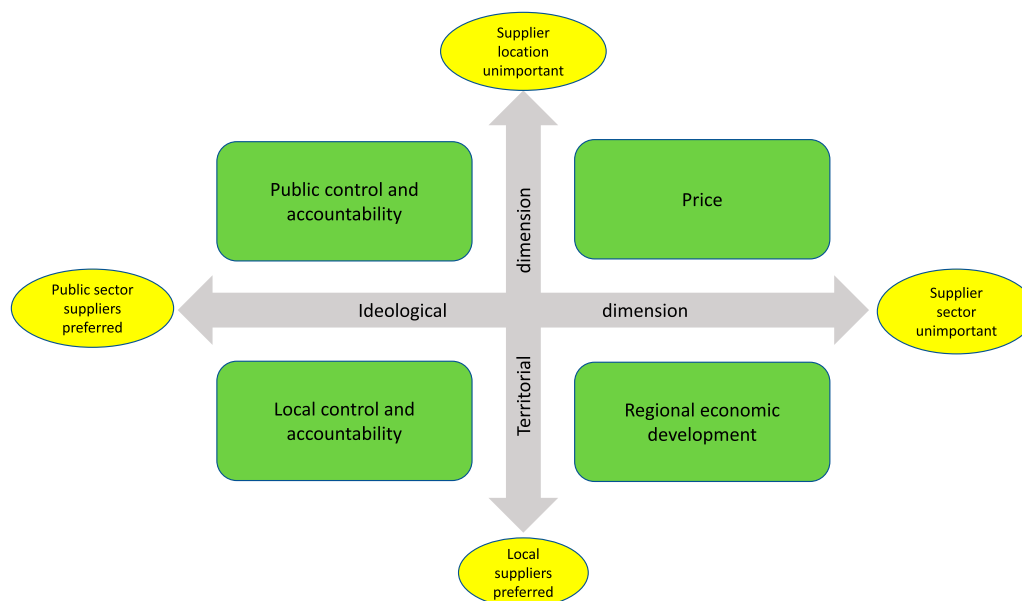 Supplier
location
unimportant
Public control and
accountability
Price
dimension
Public sector
suppliers
preferred
Ideological
dimension
Supplier
sector
unimportant
Territorial
Local control and
accountability
Regional economic
development
Local
suppliers
preferred